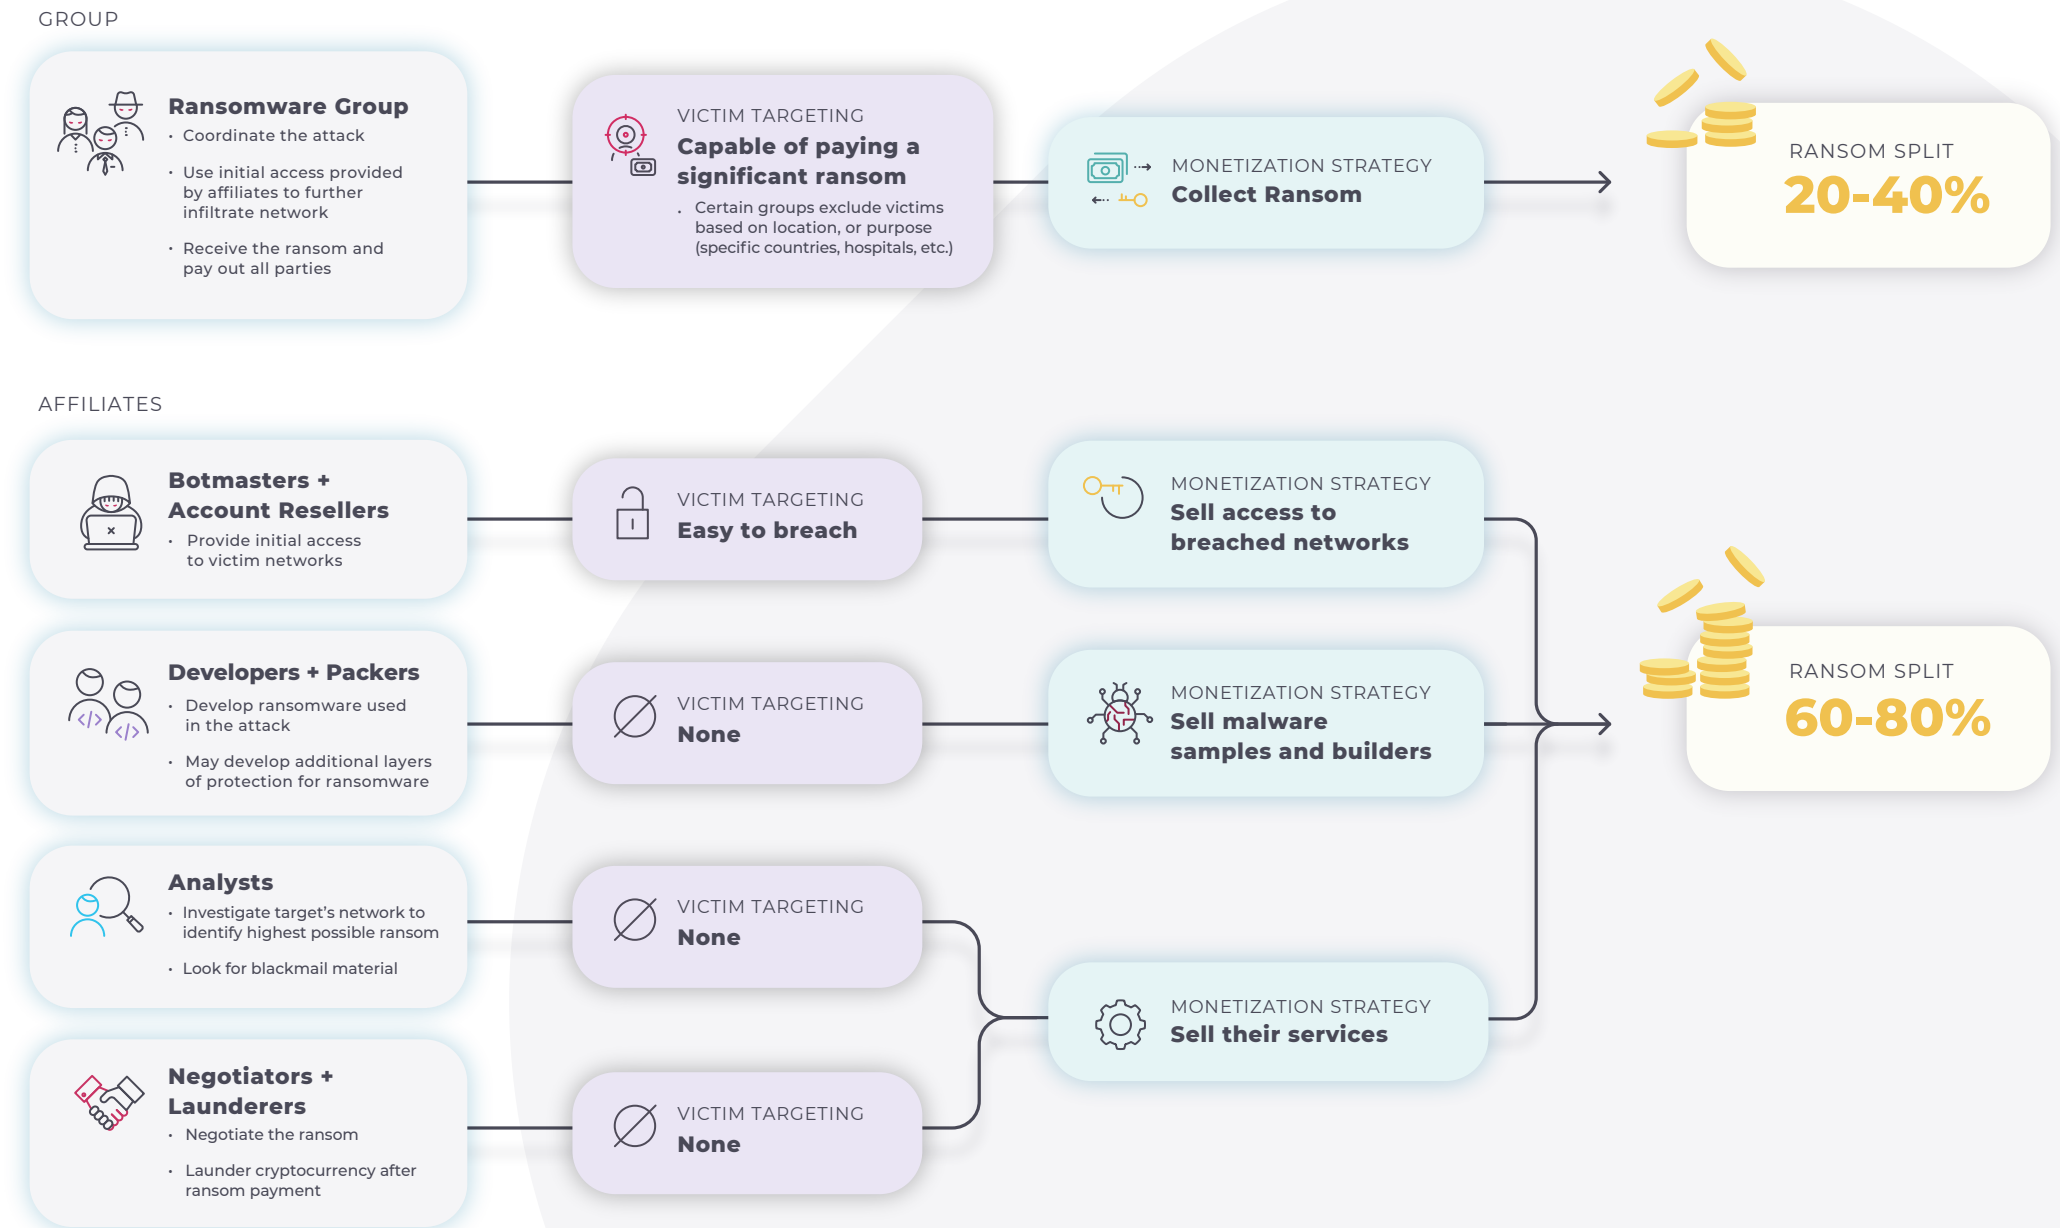 GROUP
Ransomware Group
• Coordinate the attack
• Use initial access provided
by affiliates to further
infiltrate network
• Receive the ransom and
pay out all parties
VICTIM TARGETING
Capable of paying a
significant ransom
• Certain groups exclude victims
based on location, or purpose
(specific countries, hospitals, etc.)
MONETIZATION STRATEGY
Collect Ransom
RANSOM SPLIT
20-40%
AFFILIATES
Botmasters +
Account Resellers
• Provide initial access
to victim networks
VICTIM TARGETING
Easy to breach
MONETIZATION STRATEGY
Sell access to
breached networks
Developers + Packers
• Develop ransomware used
in the attack
• May develop additional layers
of protection for ransomware
VICTIM TARGETING
None
MONETIZATION STRATEGY
Sell malware
samples and builders
RANSOM SPLIT
60-80%
Analysts
• Investigate target's network to
identify highest possible ransom
• Look for blackmail material
VICTIM TARGETING
None
MONETIZATION STRATEGY
Sell their services
Negotiators +
Launderers
• Negotiate the ransom
• Launder cryptocurrency after
ransom payment
VICTIM TARGETING
None